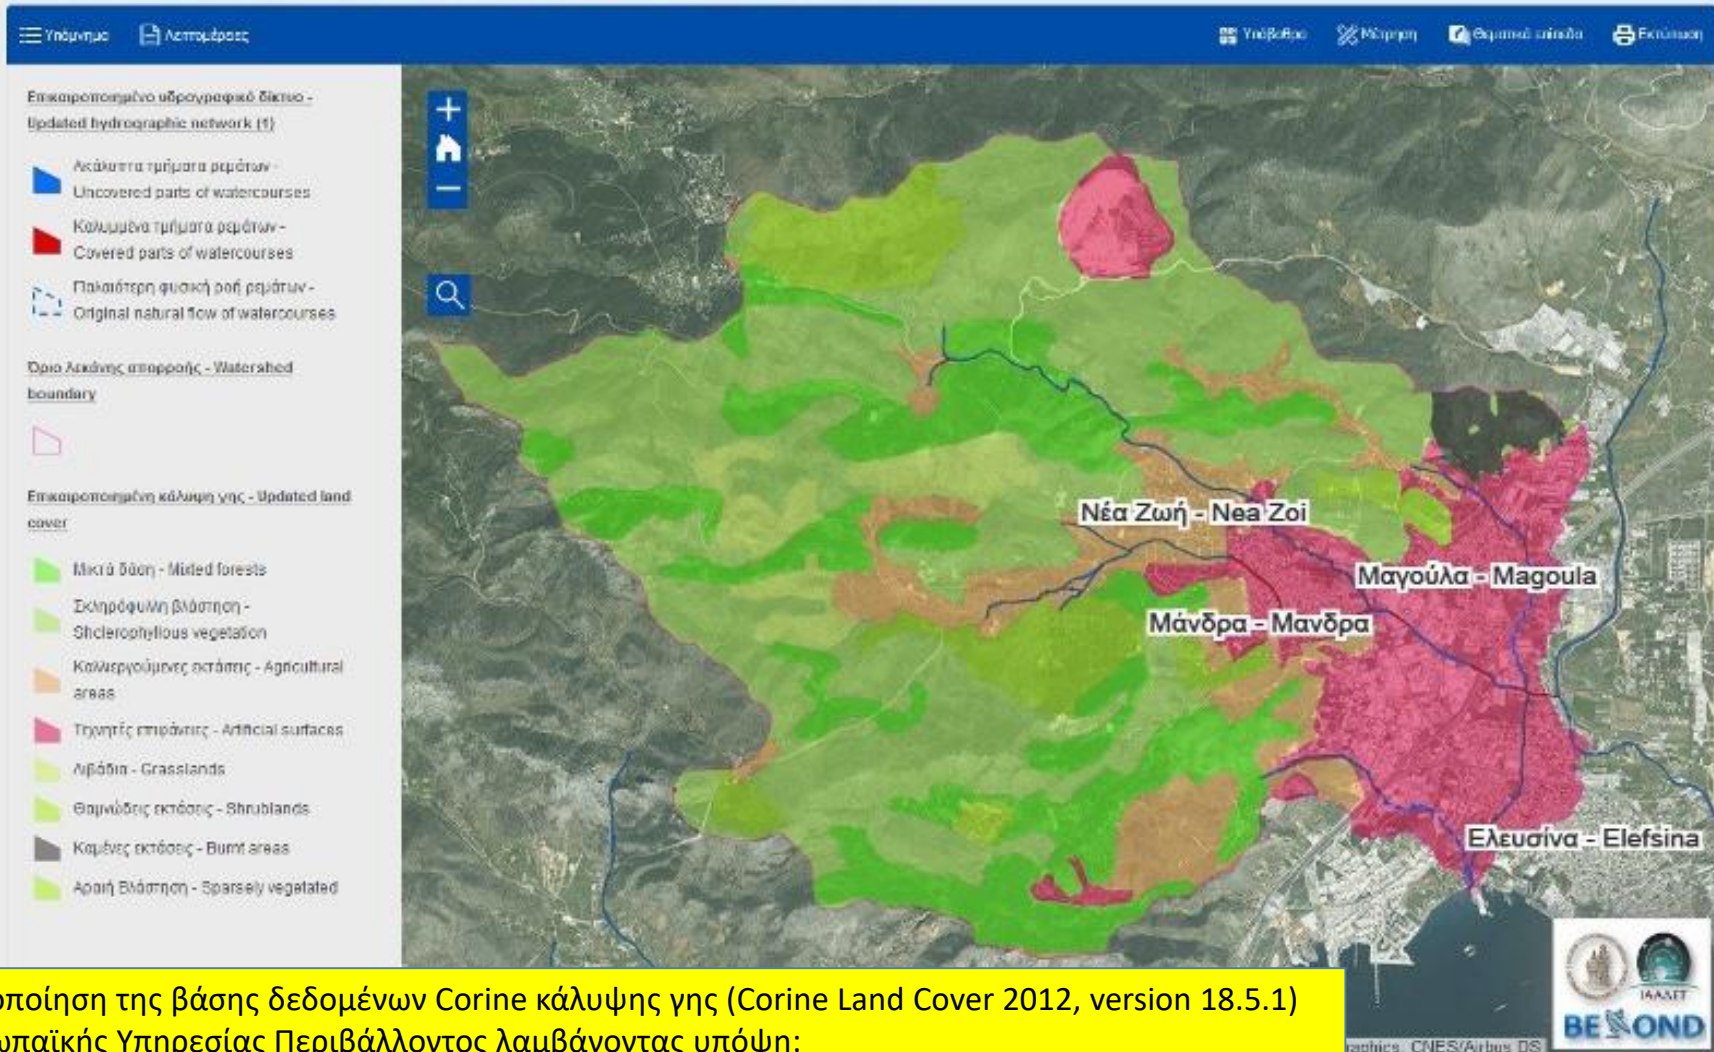 Υπόμνημα
Λεπτομέρειες
Υπόβαθρο
Μέτρηση
Θεματικά επίπεδα
Εκτύπωση
Επικαιροποιημένο υδρογραφικό δίκτυο -
Updated hydrographic network (1)
Ακάλυπτα τμήματα ρεμάτων -
Uncovered parts of watercourses
Καλυμμένα τμήματα ρεμάτων -
Covered parts of watercourses
Παλαιότερη φυσική ροή ρεμάτων -
Original natural flow of watercourses
Όριο λεκάνης απορροής - Watershed
boundary
Επικαιροποιημένη κάλυψη γης - Updated land
cover
Μικτά δάση - Mixted forests
Σκληρόφυλλη βλάστηση -
Shclerophyllous vegetation
Καλλιεργούμενες εκτάσεις - Agricultural
areas
Τεχνητές επιφάνειες - Artificial surfaces
Λιβάδια - Grasslands
Θαμνώδεις εκτάσεις - Shrublands
Καμένες εκτάσεις - Burnt areas
Αραιή Βλάστηση - Sparsely vegetated
Νέα Ζωή - Nea Zoi
Μαγούλα - Magoula
Μάνδρα - Μανδρα
Ελευσίνα - Elefsina
ΙΑΑΔΕΤ
BEYOND
raphics, CNES/Airbus DS
οποίηση της βάσης δεδομένων Corine κάλυψης γης (Corine Land Cover 2012, version 18.5.1)
ωπαϊκής Υπηρεσίας Περιβάλλοντος λαμβάνοντας υπόψη: